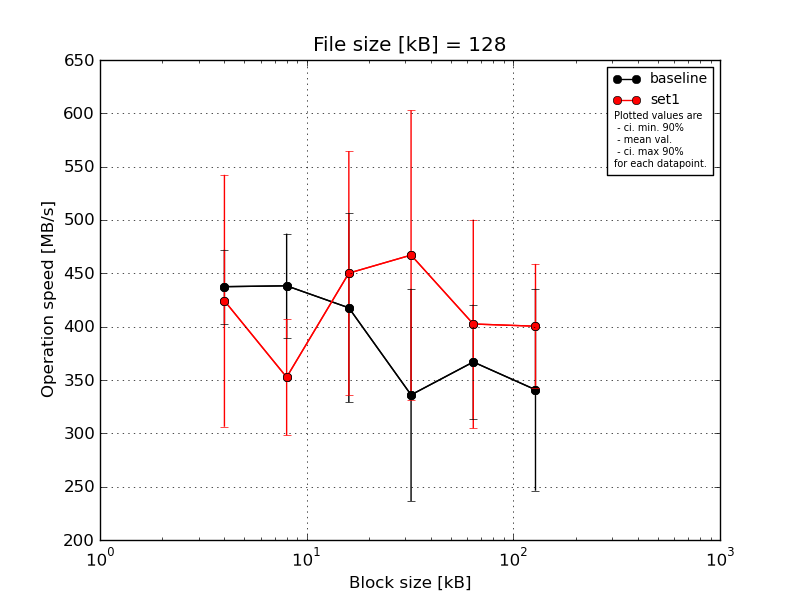 File size [kB] = 128
650
600
550
500
450
400
350
300
250
200
Operation speed [MB/s]
baseline
set1
Plotted values are
- ci. min. 90%
- mean val.
- ci. max 90%
for each datapoint.
10^0
10^1
10^2
10^3
Block size [kB]